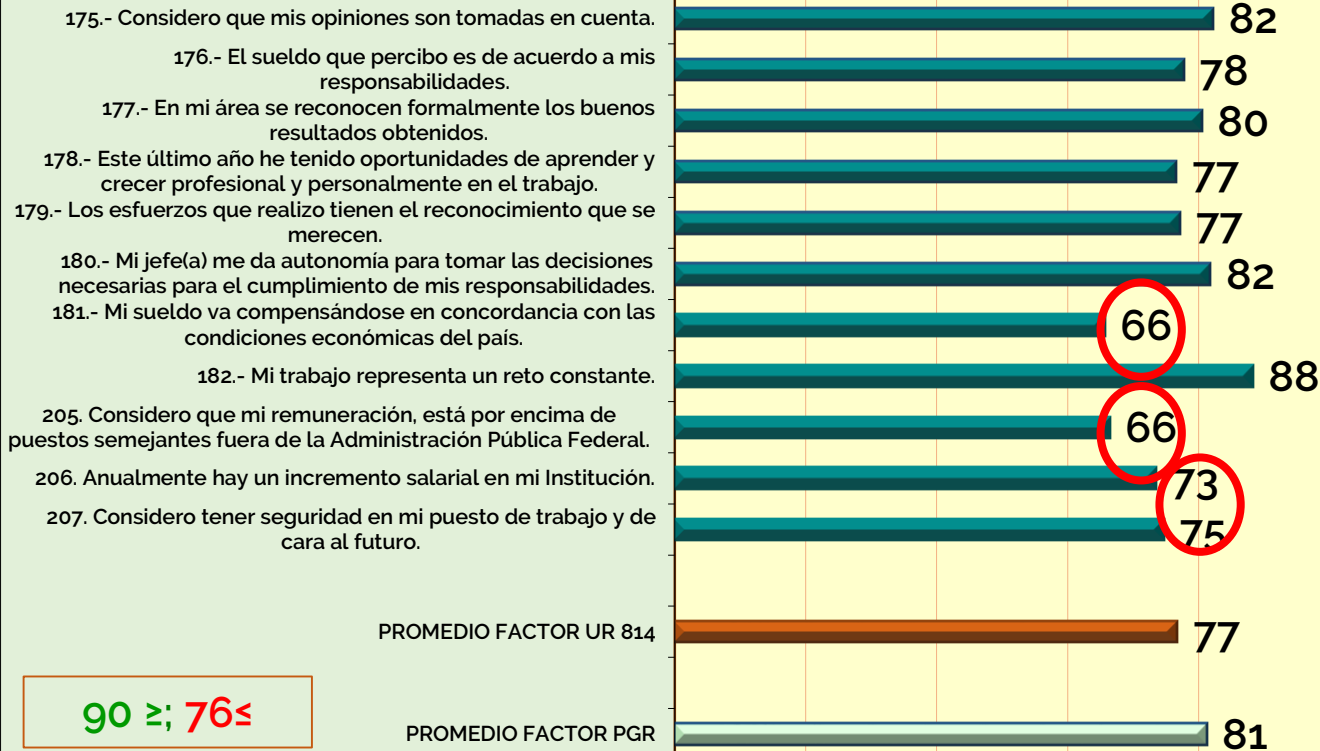 175.- Considero que mis opiniones son tomadas en cuenta.
82
176.- El sueldo que percibo es de acuerdo a mis
responsabilidades.
78
177.- En mi área se reconocen formalmente los buenos
resultados obtenidos.
80
178.- Este último año he tenido oportunidades de aprender y
crecer profesional y personalmente en el trabajo.
77
179.- Los esfuerzos que realizo tienen el reconocimiento que se
merecen.
77
180.- Mi jefe(a) me da autonomía para tomar las decisiones
necesarias para el cumplimiento de mis responsabilidades.
82
181.- Mi sueldo va compensándose en concordancia con las
condiciones económicas del país.
66
182.- Mi trabajo representa un reto constante.
88
205. Considero que mi remuneración, está por encima de
puestos semejantes fuera de la Administración Pública Federal.
66
206. Anualmente hay un incremento salarial en mi Institución.
73
207. Considero tener seguridad en mi puesto de trabajo y de
cara al futuro.
75
PROMEDIO FACTOR UR 814
77
90 ≥; 76≤
PROMEDIO FACTOR PGR
81